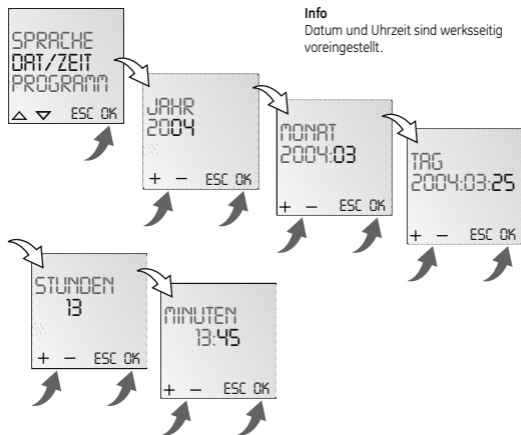 SPRACHE
DAT/ZEIT
PROGRAMM
ESC OK
Info
Datum und Uhrzeit sind werksseitig
voreingestellt.
JAHR
2004
+ − ESC OK
MONAT
2004:03
+ − ESC OK
TAG
2004:03:25
+ − ESC OK
STUNDEN
13
+ − ESC OK
MINUTEN
13:45
+ − ESC OK